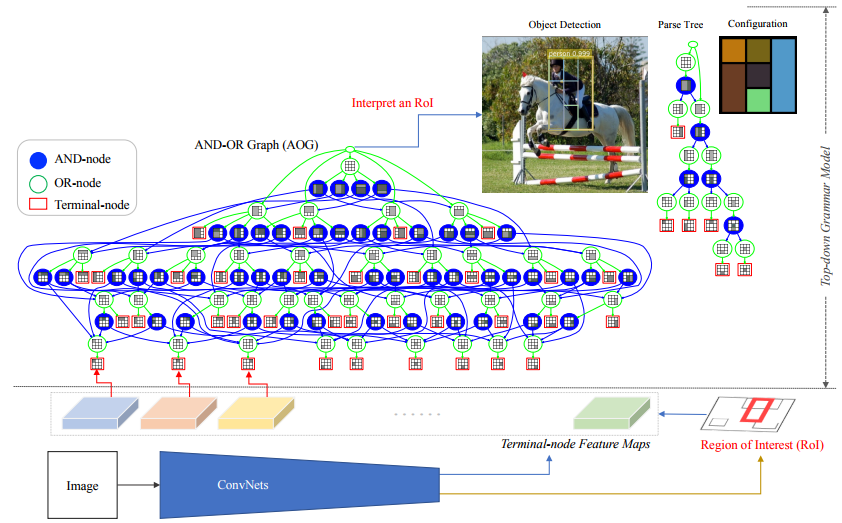 Object Detection
Parse Tree
Configuration
person 0.999
Interpret an RoI
AND-OR Graph (AOG)
AND-node
OR-node
Terminal-node
Top-down Grammar Model
......
Terminal-node Feature Maps
Region of Interest (RoI)
Image
ConvNets